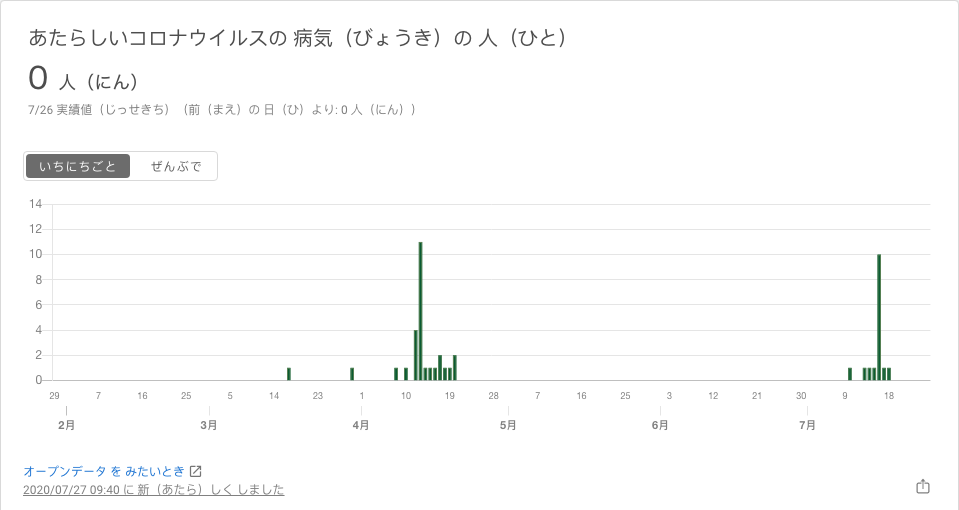 あたらしいコロナウイルスの 病気（びょうき）の 人（ひと）
0 人（にん）
7/26 実績値（じっせきち）（前（まえ）の 日（ひ）より: 0 人（にん））
いちにちごと ぜんぶで
14
12
10
8
6
4
2
0
29 7 16 25 5 14 23 1 10 19 28 7 16 25 3 12 21 30 9 18
2月 3月 4月 5月 6月 7月
オープンデータ を みたいとき
2020/07/27 09:40 に 新（あたら）しく しました